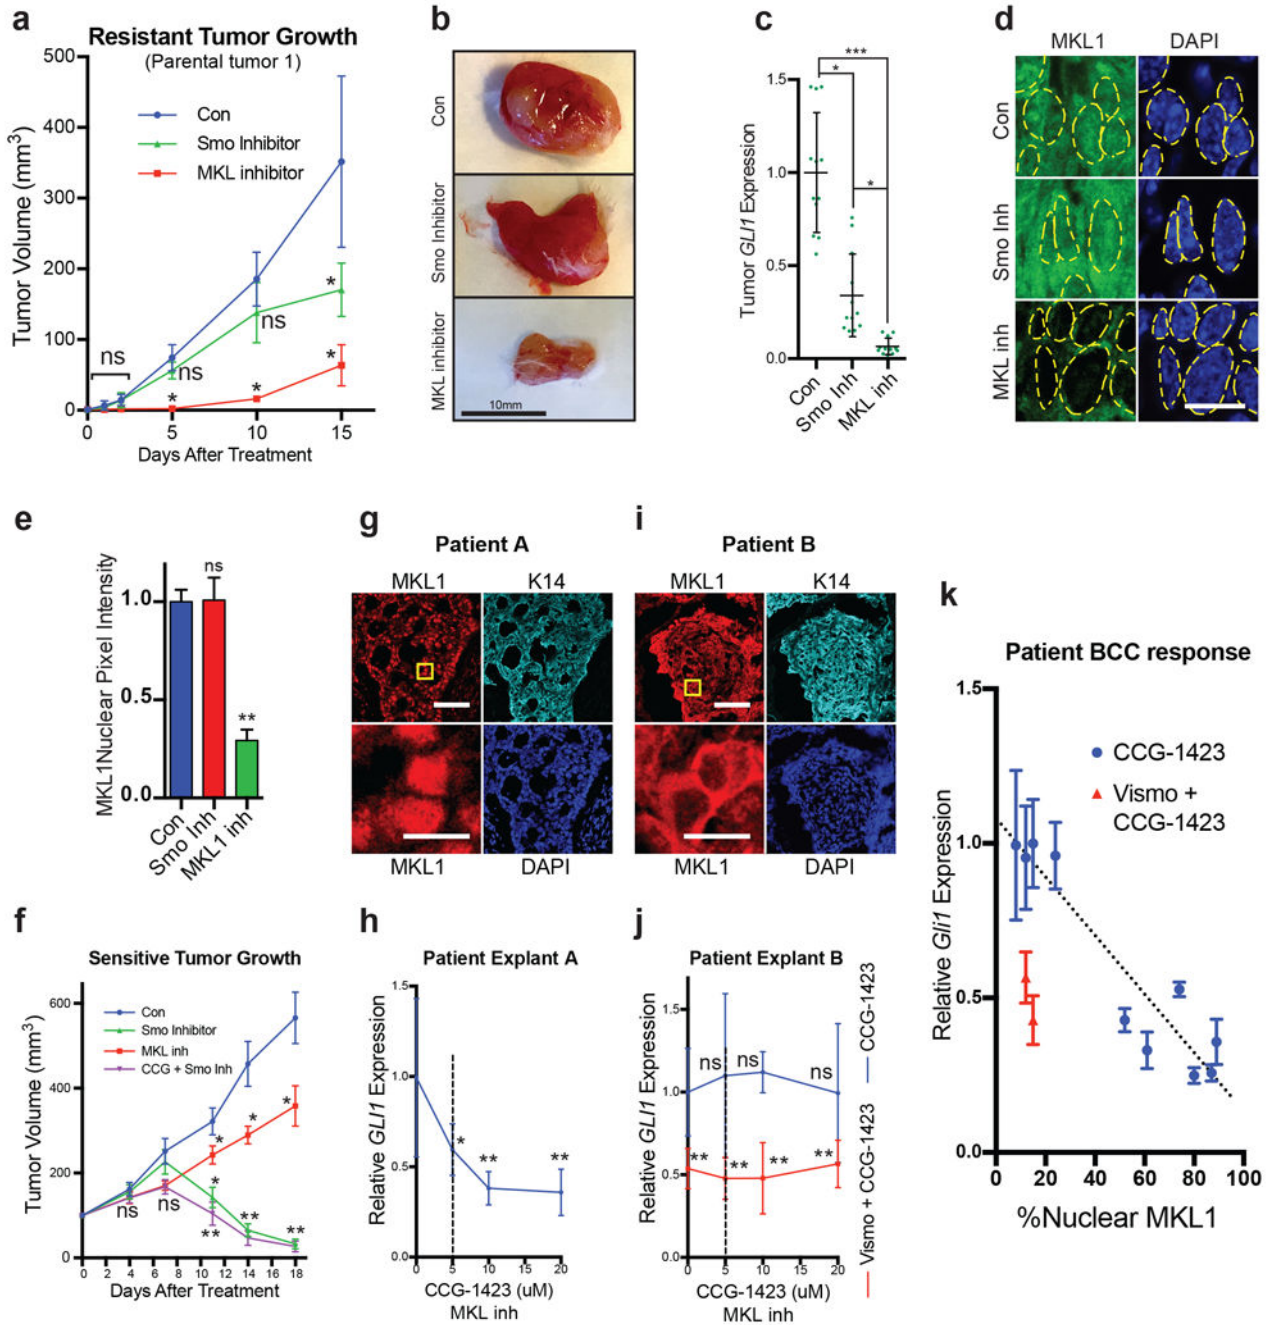 a
Resistant Tumor Growth
(Parental tumor 1)
Con
Smo Inhibitor
MKL inhibitor
Tumor Volume (mm3)
500
400
300
200
100
0
ns
ns
ns
*
*
*
*
0
5
10
15
Days After Treatment
b
Con
Smo Inhibitor
MKL inhibitor
10mm
c
***
*
*
Tumor GLI1 Expression
1.5
1.0
0.5
0.0
Con
Smo Inh
MKL inh
d
MKL1
DAPI
Con
Smo Inh
MKL inh
e
MKL1Nuclear Pixel Intensity
1.0
0.5
0.0
ns
**
Con
Smo Inh
MKL1 inh
g
Patient A
MKL1
K14
MKL1
DAPI
i
Patient B
MKL1
K14
MKL1
DAPI
k
Patient BCC response
CCG-1423
Vismo +
CCG-1423
Relative Gli1 Expression
1.5
1.0
0.5
0.0
0
20
40
60
80
100
%Nuclear MKL1
f
Sensitive Tumor Growth
Con
Smo Inhibitor
MKL inh
CCG + Smo Inh
Tumor Volume (mm3)
600
400
200
0
ns
ns
*
*
*
*
**
**
**
0
2
4
6
8
10
12
14
16
18
Days After Treatment
h
Patient Explant A
Relative GLI1 Expression
1.5
1.0
0.5
0.0
*
**
**
0
5
10
15
20
CCG-1423 (uM)
MKL inh
j
Patient Explant B
Relative GLI1 Expression
1.5
1.0
0.5
0.0
ns
ns
ns
**
**
**
**
0
5
10
15
20
CCG-1423 (uM)
MKL inh
Vismo + CCG-1423
CCG-1423